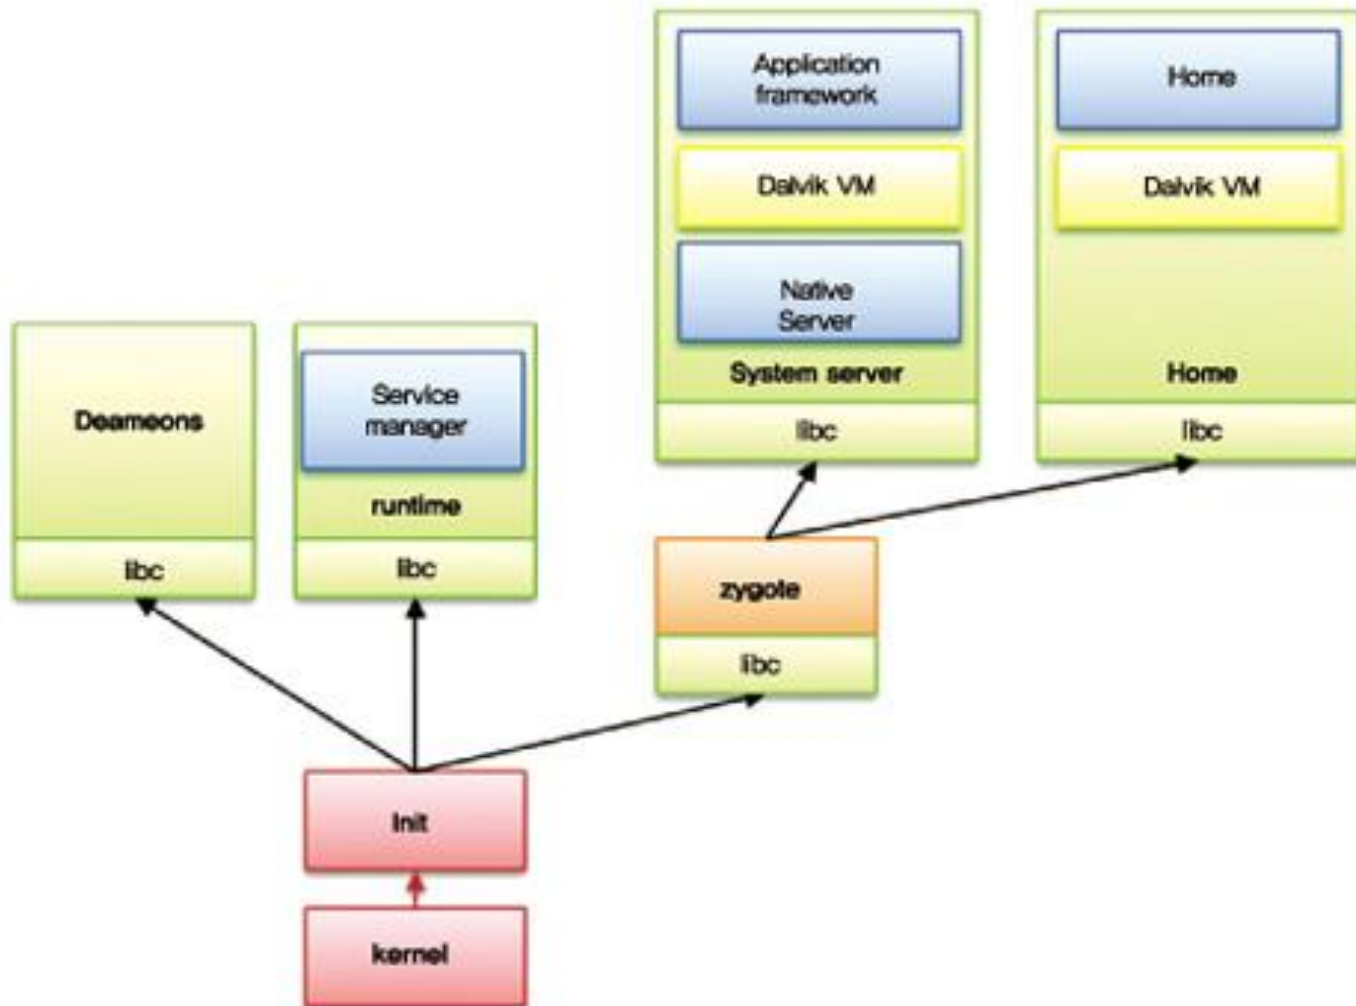 Application
framework
Dalvik VM
Native
Server
System server
libc
Home
Dalvik VM
Home
libc
Deameons
libc
Service
manager
runtime
libc
zygote
libc
Init
kernel